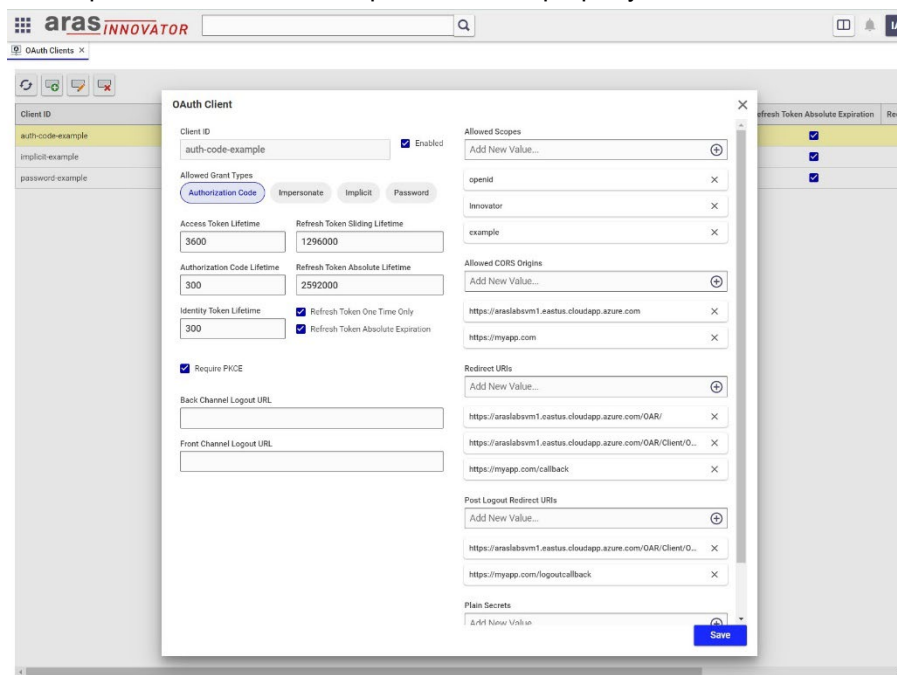 aras INNOVATOR
OAuth Clients ×
Client ID
efresh Token Absolute Expiration
auth-code-example
implicit-example
password-example
OAuth Client
Client ID
auth-code-example
Enabled
Allowed Grant Types
Authorization Code Impersonate Implicit Password
Access Token Lifetime Refresh Token Sliding Lifetime
3600 1296000
Authorization Code Lifetime Refresh Token Absolute Lifetime
300 2592000
Identity Token Lifetime Refresh Token One Time Only
300 Refresh Token Absolute Expiration
Require PKCE
Back Channel Logout URL
Front Channel Logout URL
Allowed Scopes
Add New Value...
openid
Innovator
example
Allowed CORS Origins
Add New Value...
https://araslabsvm1.eastus.cloudapp.azure.com
https://myapp.com
Redirect URIs
Add New Value...
https://araslabsvm1.eastus.cloudapp.azure.com/OAR/
https://araslabsvm1.eastus.cloudapp.azure.com/OAR/Client/O...
https://myapp.com/callback
Post Logout Redirect URIs
Add New Value...
https://araslabsvm1.eastus.cloudapp.azure.com/OAR/Client/O...
https://myapp.com/logoutcallback
Plain Secrets
Add New Value
Save